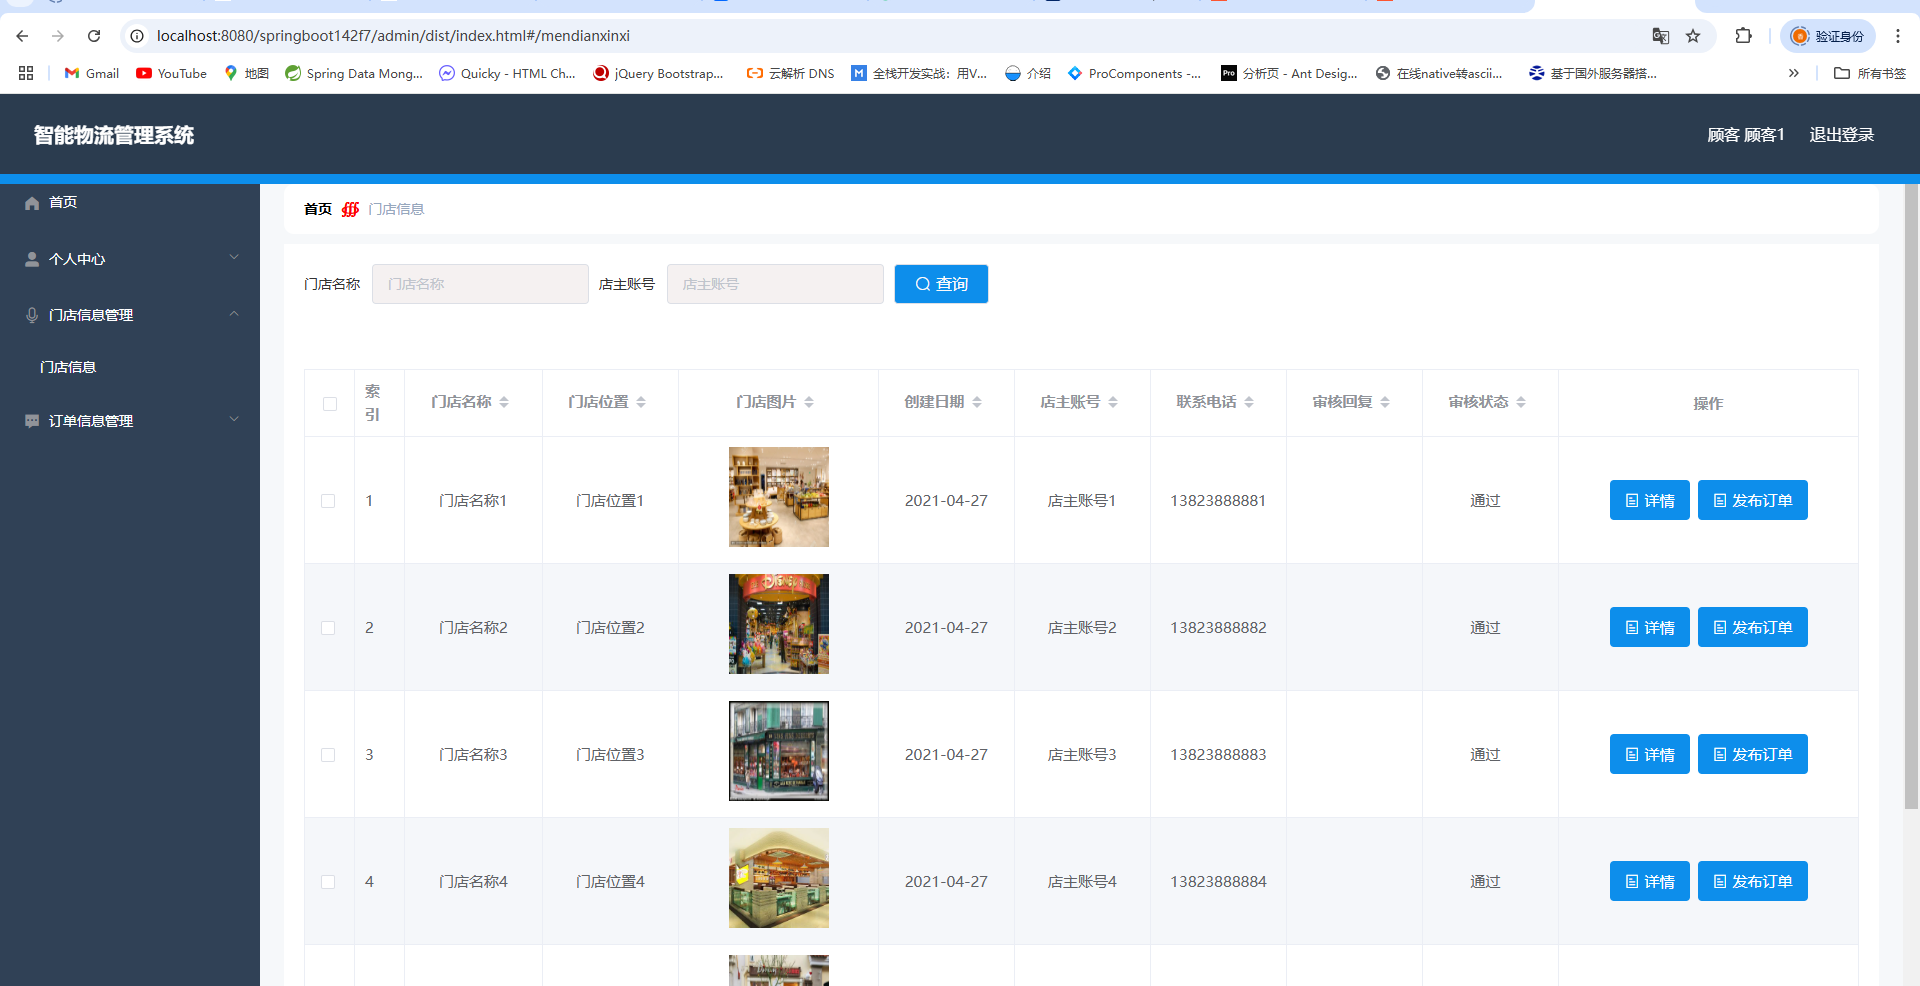 localhost:8080/springboot142f7/admin/dist/index.html#/mendianxinxi
验证身份
Gmail
YouTube
地图
Spring Data Mong...
Quicky - HTML Ch...
jQuery Bootstrap...
云解析 DNS
全栈开发实战：用V...
介绍
ProComponents -...
分析页 - Ant Desig...
在线native转ascii...
基于国外服务器搭...
所有书签
智能物流管理系统
顾客 顾客1
退出登录
首页
个人中心
门店信息管理
门店信息
订单信息管理
首页 门店信息
门店名称 门店名称 店主账号 店主账号 查询
索引 门店名称 门店位置 门店图片 创建日期 店主账号 联系电话 审核回复 审核状态 操作
1 门店名称1 门店位置1 2021-04-27 店主账号1 13823888881 通过 详情 发布订单
2 门店名称2 门店位置2 2021-04-27 店主账号2 13823888882 通过 详情 发布订单
3 门店名称3 门店位置3 2021-04-27 店主账号3 13823888883 通过 详情 发布订单
4 门店名称4 门店位置4 2021-04-27 店主账号4 13823888884 通过 详情 发布订单